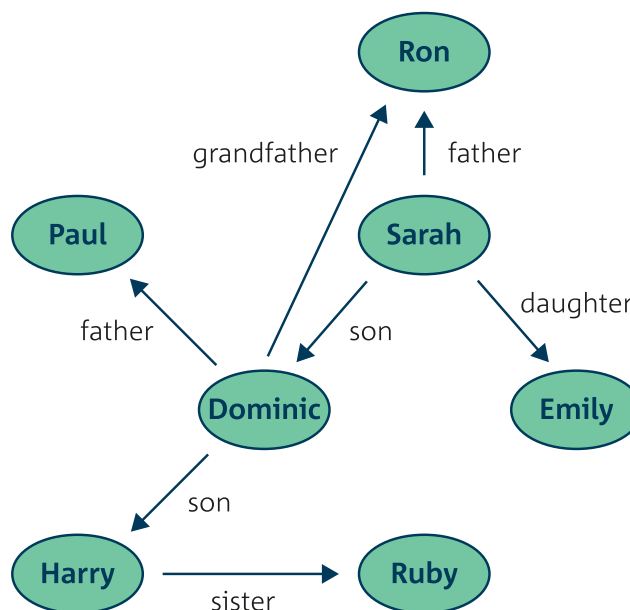 Ron
grandfather
father
Paul
Sarah
daughter
father
son
Dominic
Emily
son
Harry
Ruby
sister